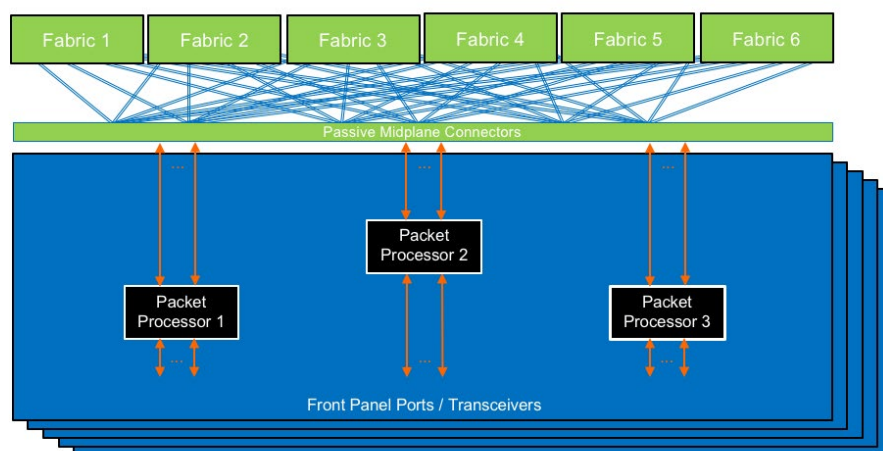 Fabric 1
Fabric 2
Fabric 3
Fabric 4
Fabric 5
Fabric 6
Passive Midplane Connectors
...
...
...
Packet
Processor 2
Packet
Processor 1
Packet
Processor 3
...
...
...
Front Panel Ports / Transceivers